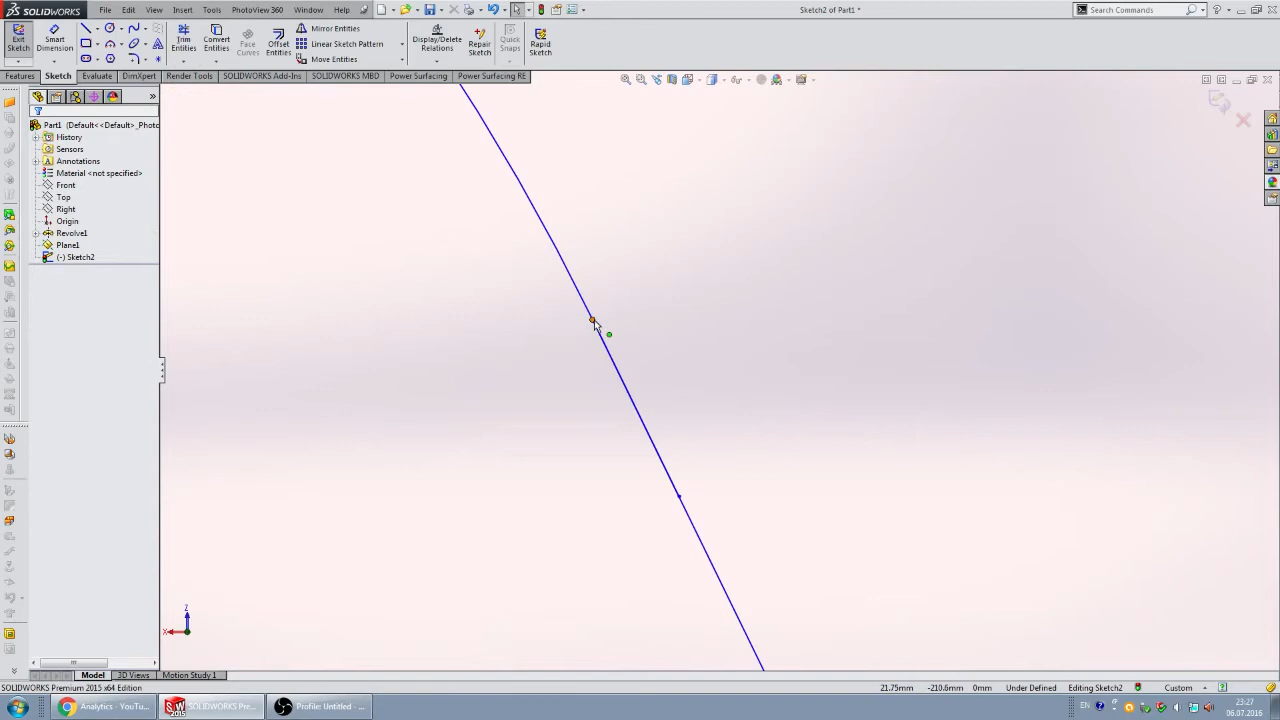 SOLIDWORKS
File Edit View Insert Tools PhotoView 360 Window Help
Sketch2 of Part1 *
Search Commands
Exit Sketch
Smart Dimension
Trim Entities
Convert Entities
Face Curves
Offset Entities
Mirror Entities
Linear Sketch Pattern
Move Entities
Display/Delete Relations
Repair Sketch
Quick Snaps
Rapid Sketch
Features Sketch Evaluate DimXpert Render Tools SOLIDWORKS Add-Ins SOLIDWORKS MBD Power Surfacing Power Surfacing RE
Part1 (Default<<Default>_Photo
History
Sensors
Annotations
Material <not specified>
Front
Top
Right
Origin
Revolve1
Plane1
(-) Sketch2
Z
X
Model 3D Views Motion Study 1
SOLIDWORKS Premium 2015 x64 Edition
21.75mm -210.6mm 0mm Under Defined Editing Sketch2 Custom
Analytics - YouTu...
SOLIDWORKS Pre...
Profile: Untitled - ...
EN
23:27
06.07.2016